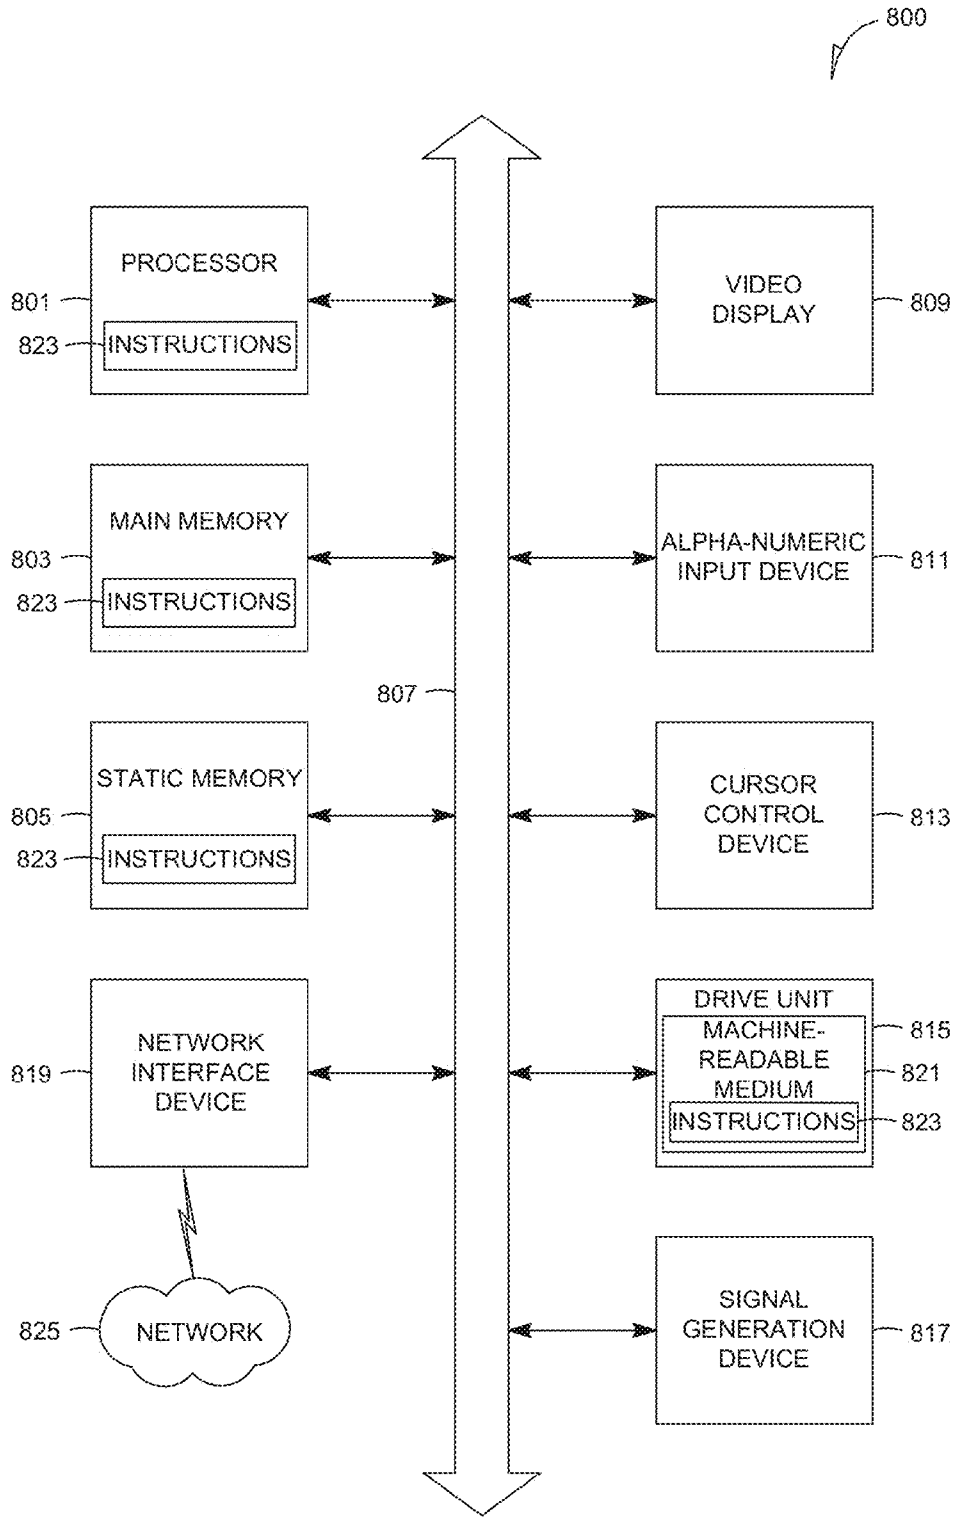 800
PROCESSOR
801
823
INSTRUCTIONS
VIDEO
DISPLAY
809
MAIN MEMORY
803
823
INSTRUCTIONS
ALPHA-NUMERIC
INPUT DEVICE
811
807
STATIC MEMORY
805
823
INSTRUCTIONS
CURSOR
CONTROL
DEVICE
813
NETWORK
INTERFACE
DEVICE
819
DRIVE UNIT
815
MACHINE-
READABLE
MEDIUM
821
INSTRUCTIONS
823
825
NETWORK
SIGNAL
GENERATION
DEVICE
817